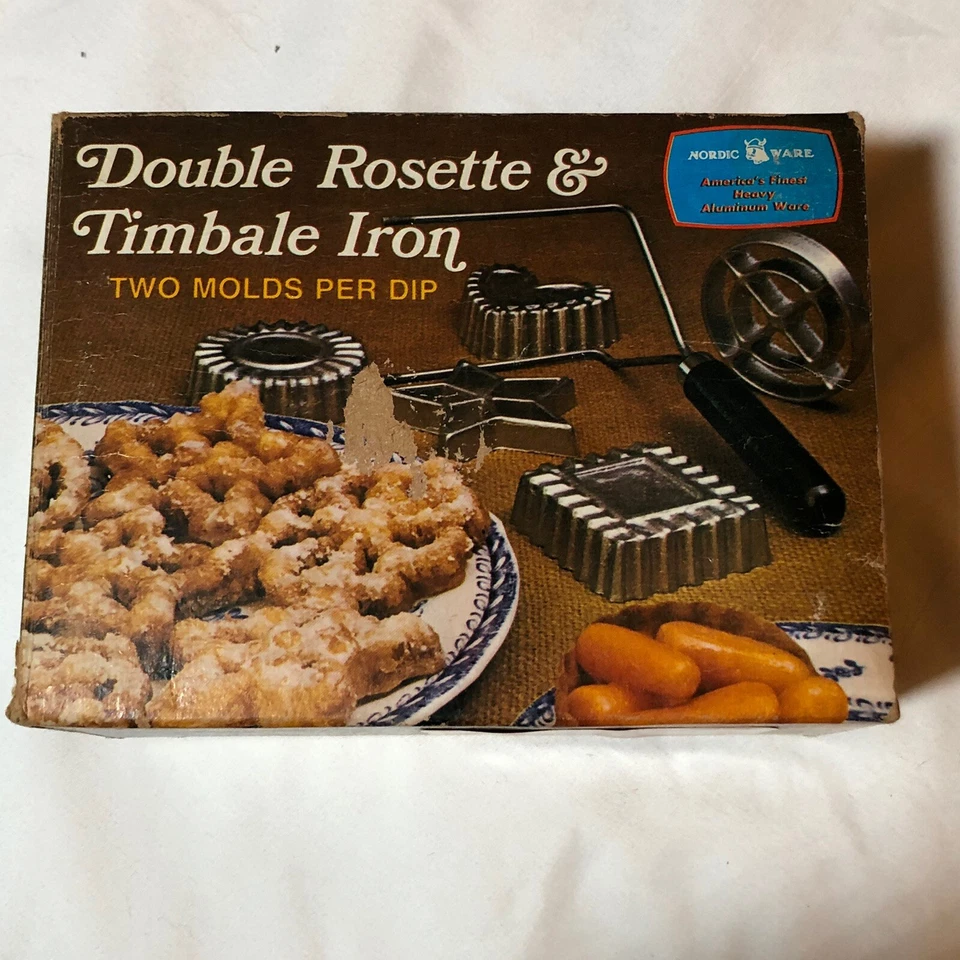 Double Rosette &
Timbale Iron
TWO MOLDS PER DIP
NORDIC WARE
America's Finest
Heavy
Aluminum Ware